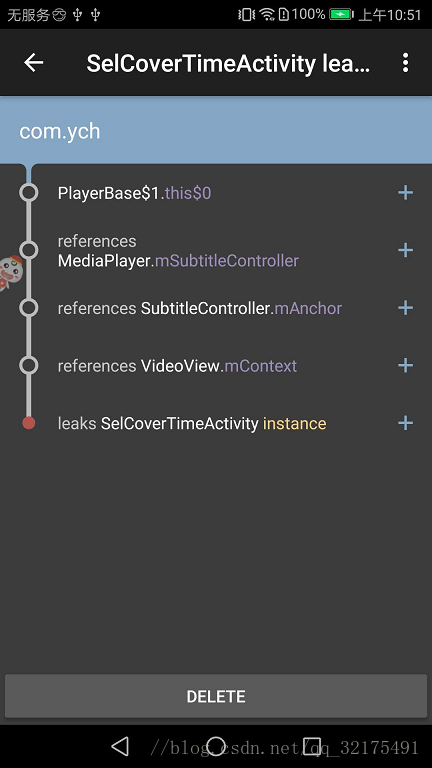 无服务
100%
上午10:51
SelCoverTimeActivity lea...
com.ych
PlayerBase$1.this$0
references
MediaPlayer.mSubtitleController
references SubtitleController.mAnchor
references VideoView.mContext
leaks SelCoverTimeActivity instance
DELETE
//blog.csdn.net/qq_32175491